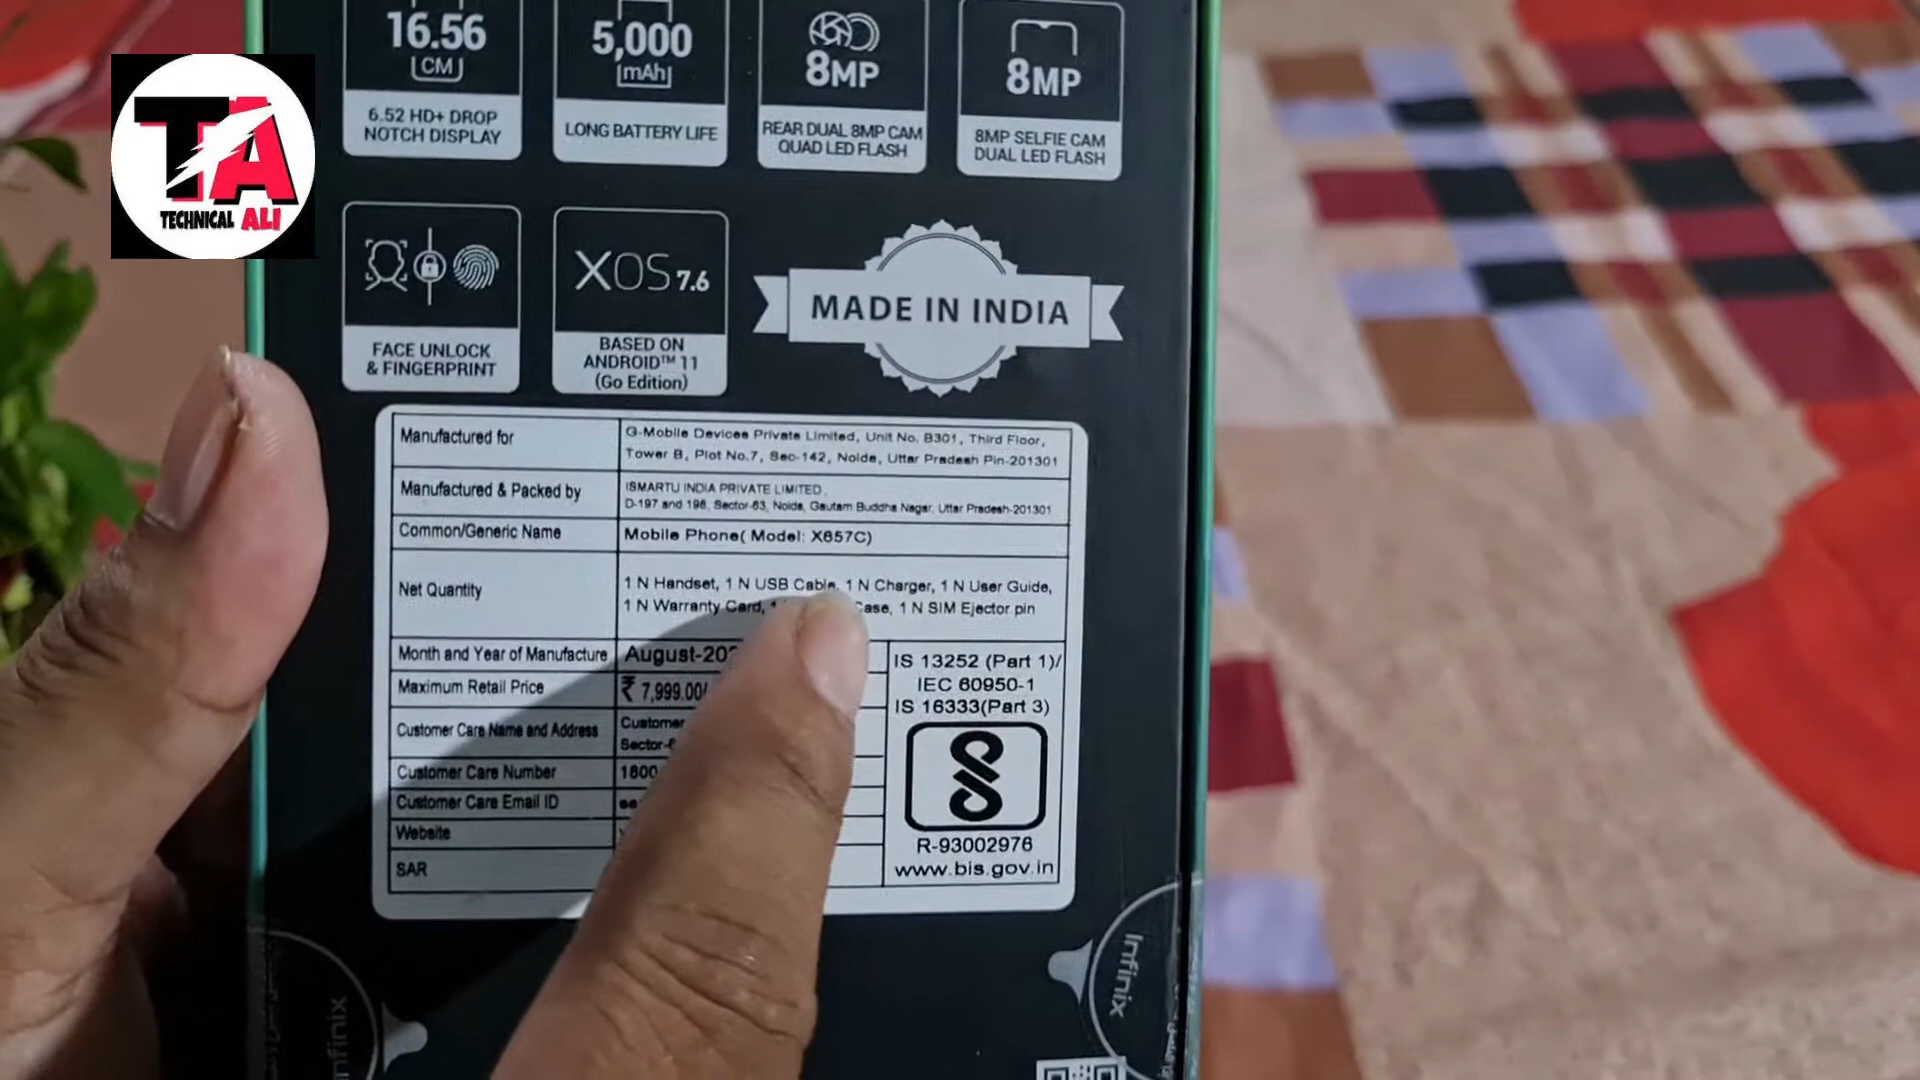 16.56
CM
6.52 HD+ DROP
NOTCH DISPLAY
5,000
mAh
LONG BATTERY LIFE
8MP
REAR DUAL 8MP CAM
QUAD LED FLASH
8MP
8MP SELFIE CAM
DUAL LED FLASH
TA
TECHNICAL ALI
FACE UNLOCK
& FINGERPRINT
XOS 7.6
BASED ON
ANDROID™ 11
(Go Edition)
MADE IN INDIA
Manufactured for
G-Mobile Devices Private Limited, Unit No. B301, Third Floor,
Tower B, Plot No.7, Sec-142, Noida, Uttar Pradesh Pin-201301
Manufactured & Packed by
ISMARTU INDIA PRIVATE LIMITED,
D-197 and 198, Sector-63, Noida, Gautam Buddha Nagar, Uttar Pradesh-201301
Common/Generic Name
Mobile Phone( Model: X657C)
Net Quantity
1 N Handset, 1 N USB Cable, 1 N Charger, 1 N User Guide,
1 N Warranty Card, Case, 1 N SIM Ejector pin
Month and Year of Manufacture
August-202
Maximum Retail Price
₹ 7,999.00/
Customer Care Name and Address
Customer
Sector-6
Customer Care Number
1800
Customer Care Email ID
Website
SAR
IS 13252 (Part 1)/
IEC 60950-1
IS 16333(Part 3)
R-93002976
www.bis.gov.in
Infinix
Infinix